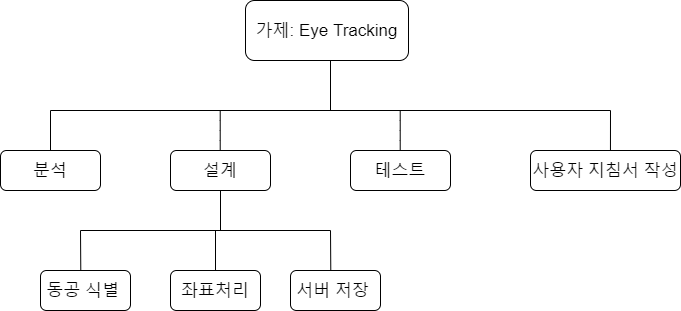 가제: Eye Tracking
분석
설계
테스트
사용자 지침서 작성
동공 식별
좌표처리
서버 저장